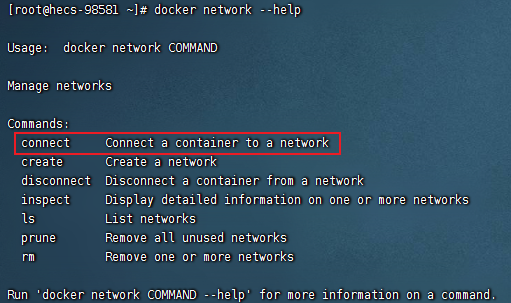 [root@hecs-98581 ~]# docker network --help
Usage:  docker network COMMAND
Manage networks
Commands:
  connect     Connect a container to a network
  create      Create a network
  disconnect  Disconnect a container from a network
  inspect     Display detailed information on one or more networks
  ls          List networks
  prune       Remove all unused networks
  rm          Remove one or more networks
Run 'docker network COMMAND --help' for more information on a command.